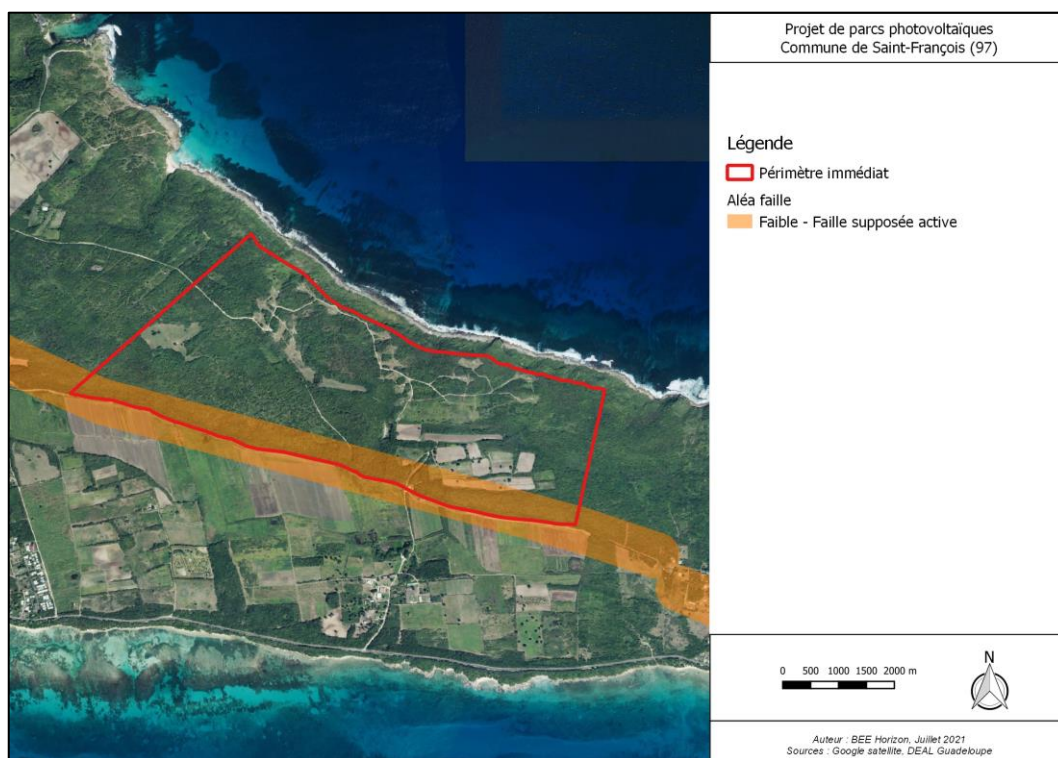 Projet de parcs photovoltaïques
Commune de Saint-François (97)
Légende
Périmètre immédiat
Aléa faille
Faible - Faille supposée active
0 500 1000 1500 2000 m
N
Auteur : BEE Horizon, Juillet 2021
Sources : Google satellite, DEAL Guadeloupe